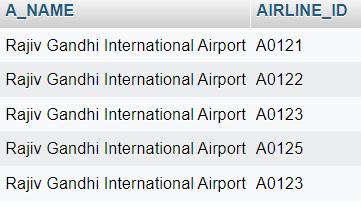 A_NAME AIRLINE_ID
Rajiv Gandhi International Airport A0121
Rajiv Gandhi International Airport A0122
Rajiv Gandhi International Airport A0123
Rajiv Gandhi International Airport A0125
Rajiv Gandhi International Airport A0123